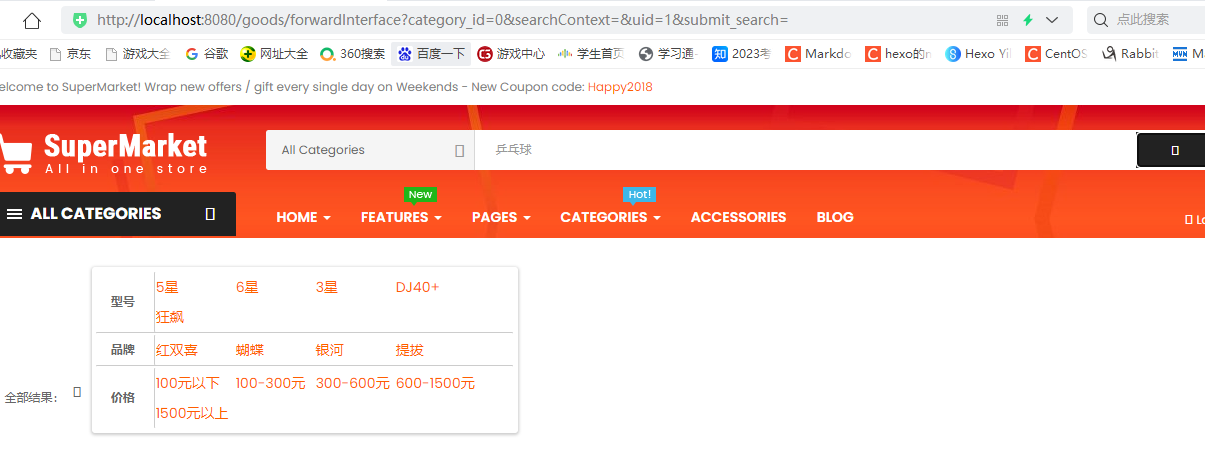 http://localhost:8080/goods/forwardInterface?category_id=0&searchContext=&uid=1&submit_search= 点此搜索
收藏夹 京东 游戏大全 谷歌 网址大全 360搜索 百度一下 游戏中心 学生首页 学习通- 2023考 Markdo hexo的n Hexo Yil CentOS Rabbit Ma
elcome to SuperMarket! Wrap new offers / gift every single day on Weekends - New Coupon code: Happy2018
SuperMarket
All in one store
All Categories 乒乓球
New Hot!
ALL CATEGORIES HOME FEATURES PAGES CATEGORIES ACCESSORIES BLOG
型号 5星 6星 3星 DJ40+
狂飙
品牌 红双喜 蝴蝶 银河 提拔
全部结果: 价格 100元以下 100-300元 300-600元 600-1500元
1500元以上